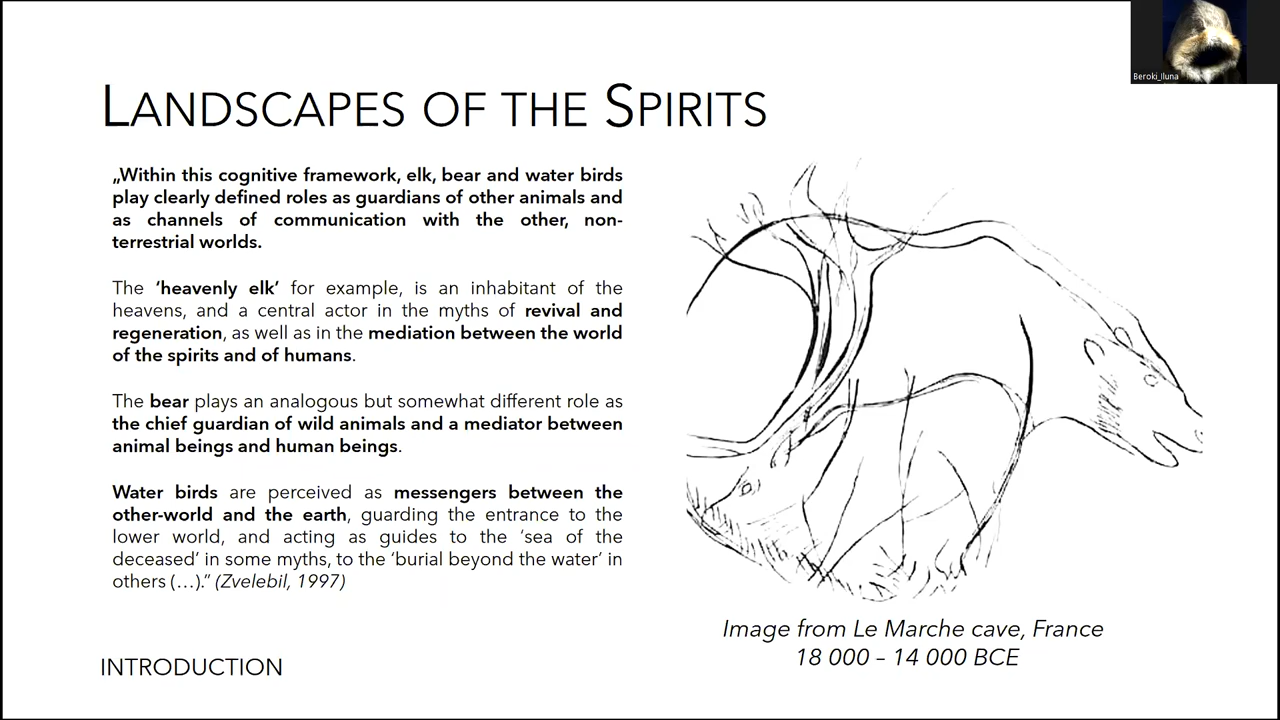 Beroki_Iluna
LANDSCAPES OF THE SPIRITS
„Within this cognitive framework, elk, bear and water birds
play clearly defined roles as guardians of other animals and
as channels of communication with the other, non-
terrestrial worlds.
The ‘heavenly elk’ for example, is an inhabitant of the
heavens, and a central actor in the myths of revival and
regeneration, as well as in the mediation between the world
of the spirits and of humans.
The bear plays an analogous but somewhat different role as
the chief guardian of wild animals and a mediator between
animal beings and human beings.
Water birds are perceived as messengers between the
other-world and the earth, guarding the entrance to the
lower world, and acting as guides to the ‘sea of the
deceased’ in some myths, to the ‘burial beyond the water’ in
others (…).” (Zvelebil, 1997)
Image from Le Marche cave, France
18 000 – 14 000 BCE
INTRODUCTION